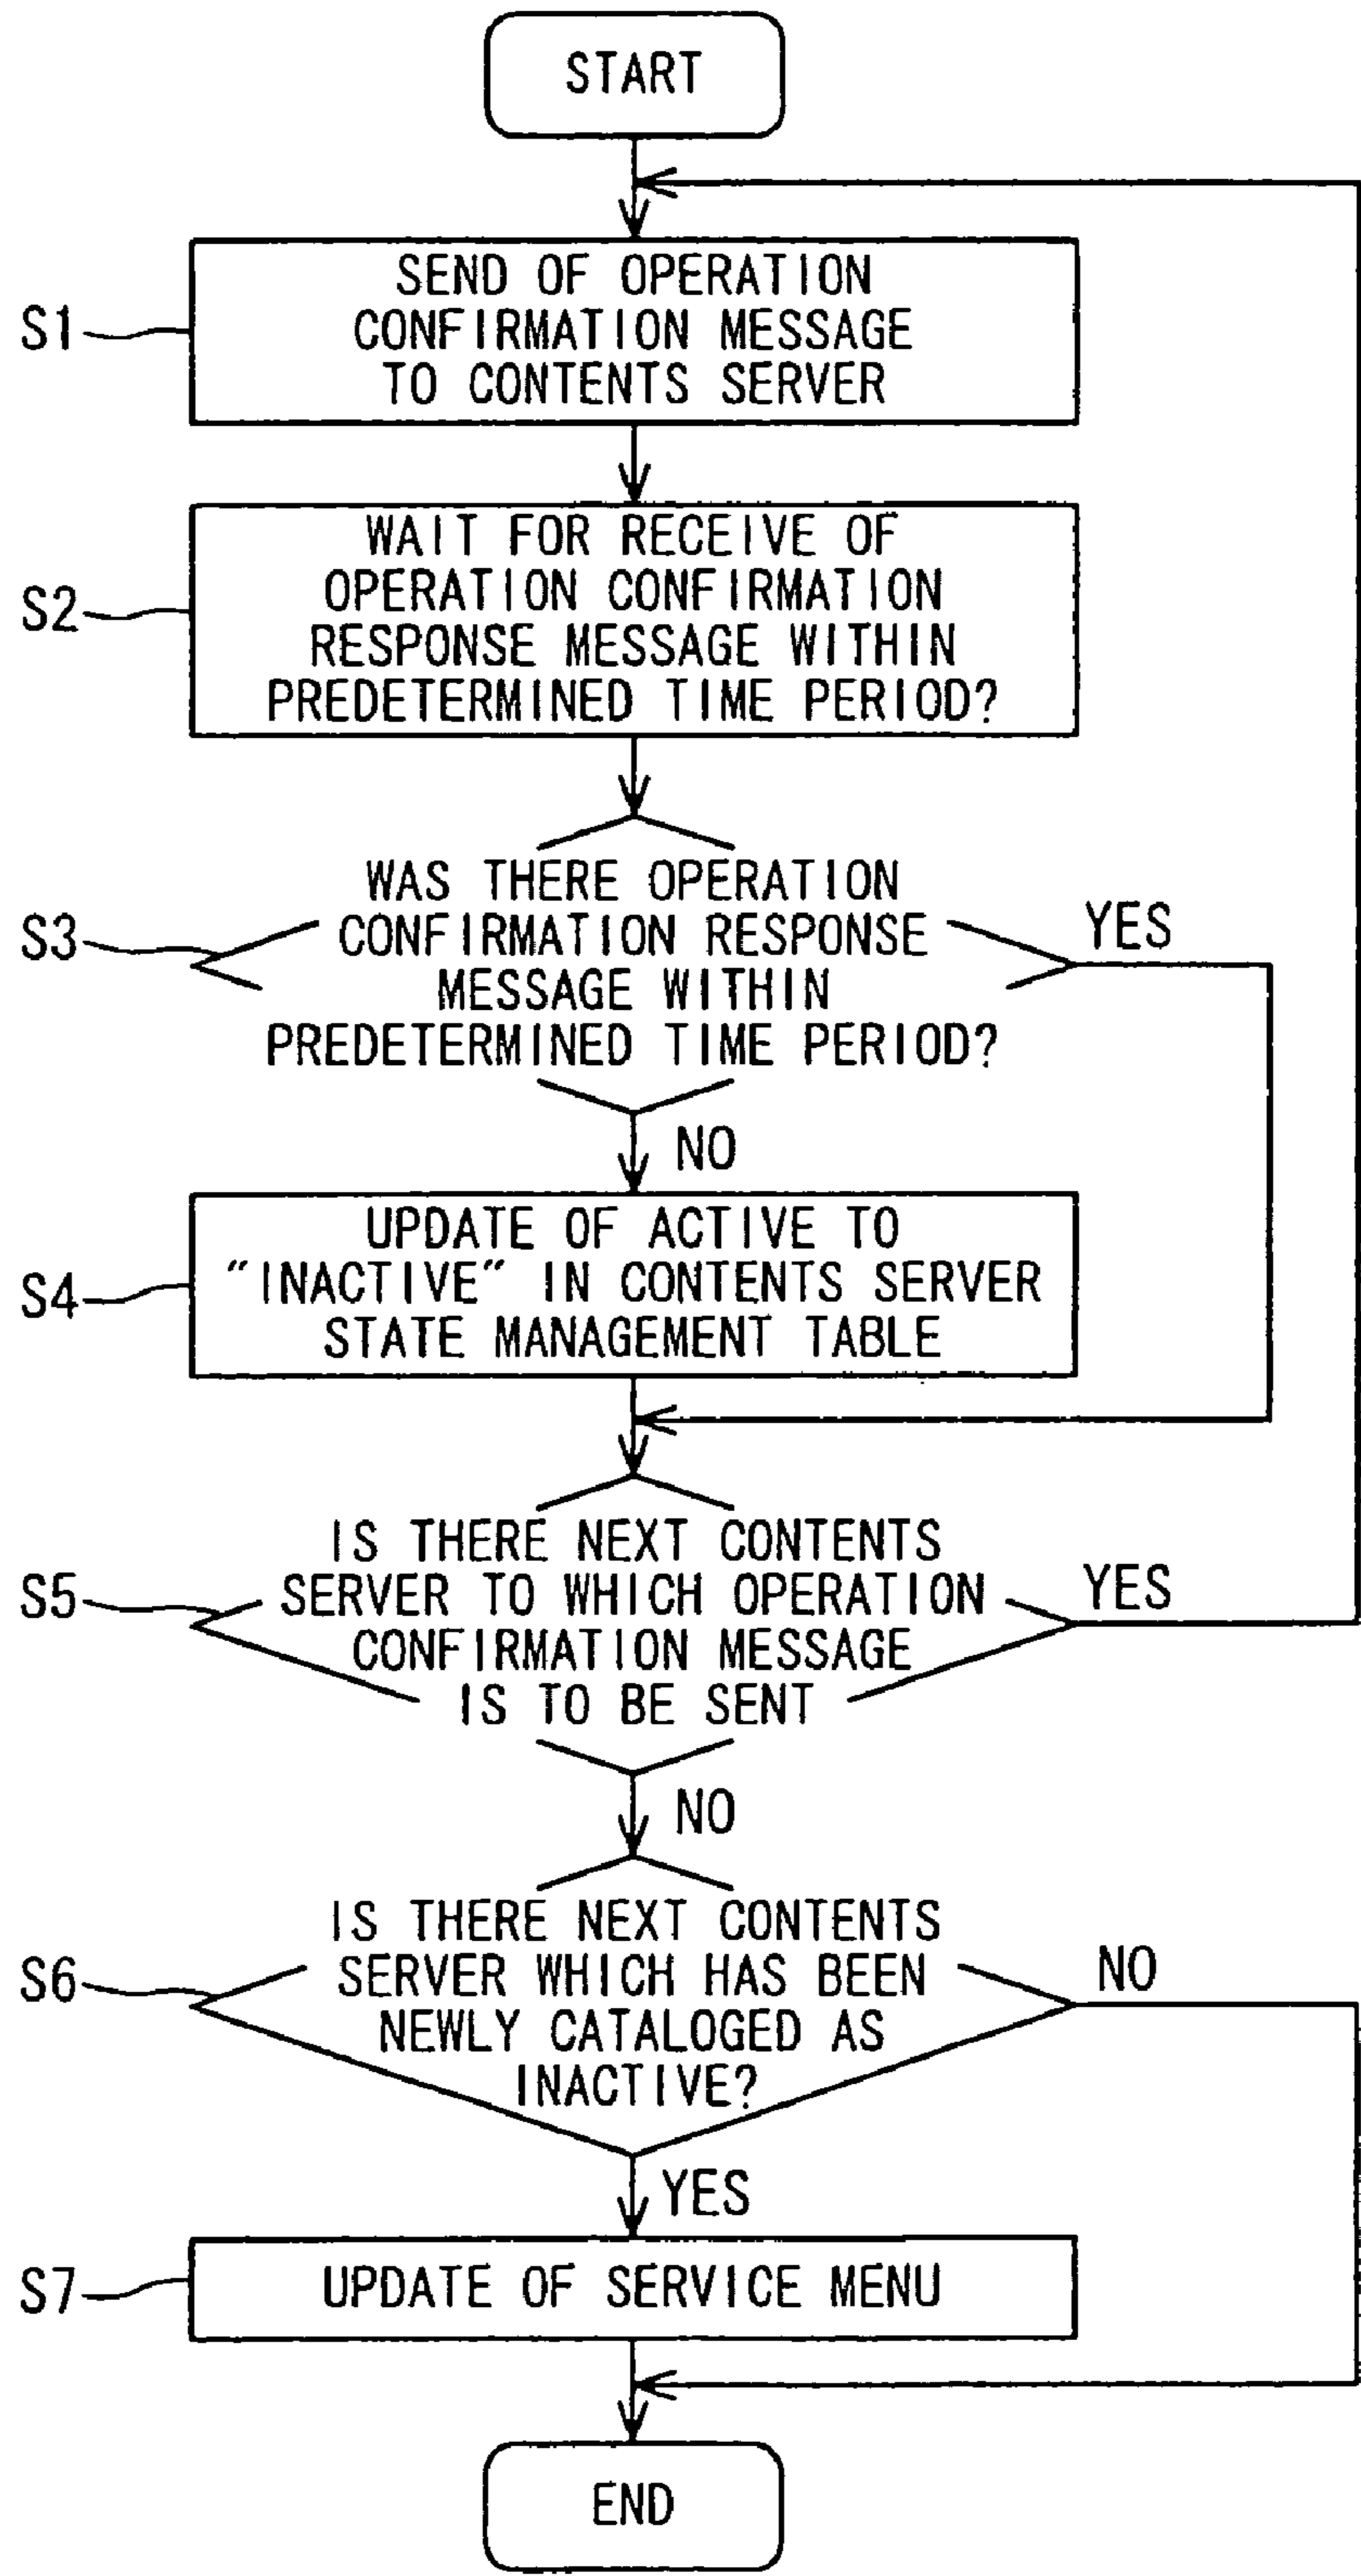 START
SEND OF OPERATION
CONFIRMATION MESSAGE
TO CONTENTS SERVER
S1
WAIT FOR RECEIVE OF
OPERATION CONFIRMATION
RESPONSE MESSAGE WITHIN
PREDETERMINED TIME PERIOD?
S2
WAS THERE OPERATION
CONFIRMATION RESPONSE
MESSAGE WITHIN
PREDETERMINED TIME PERIOD?
S3
YES
NO
UPDATE OF ACTIVE TO
"INACTIVE" IN CONTENTS SERVER
STATE MANAGEMENT TABLE
S4
IS THERE NEXT CONTENTS
SERVER TO WHICH OPERATION
CONFIRMATION MESSAGE
IS TO BE SENT
S5
YES
NO
IS THERE NEXT CONTENTS
SERVER WHICH HAS BEEN
NEWLY CATALOGED AS
INACTIVE?
S6
NO
YES
UPDATE OF SERVICE MENU
S7
END